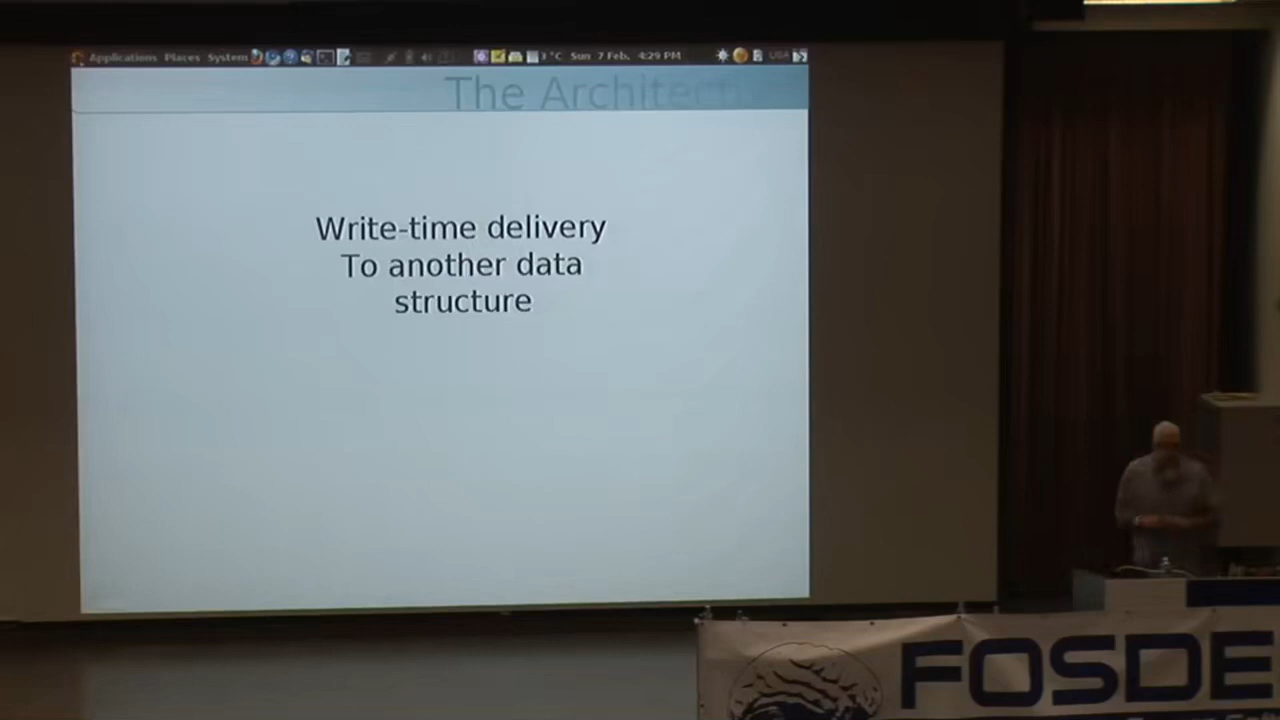 Applications Places System
3 °C Sun 7 Feb, 4:29 PM
USA
The Architect
Write-time delivery
To another data
structure
FOSDE